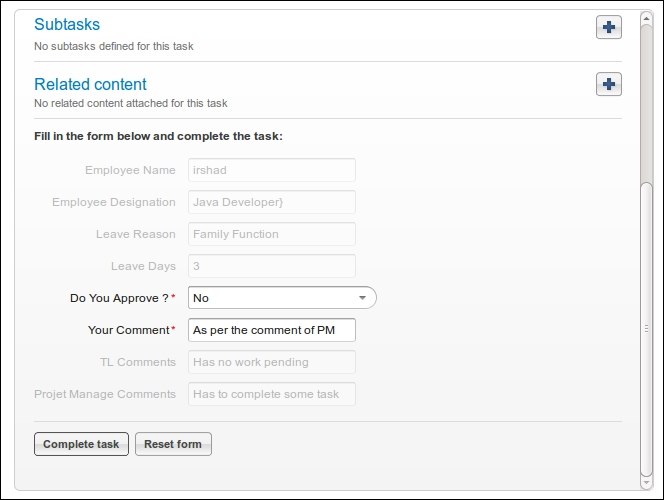 Subtasks
No subtasks defined for this task
Related content
No related content attached for this task
Fill in the form below and complete the task:
Employee Name irshad
Employee Designation Java Developer}
Leave Reason Family Function
Leave Days 3
Do You Approve ?* No
Your Comment* As per the comment of PM
TL Comments Has no work pending
Projet Manage Comments Has to complete some task
Complete task Reset form